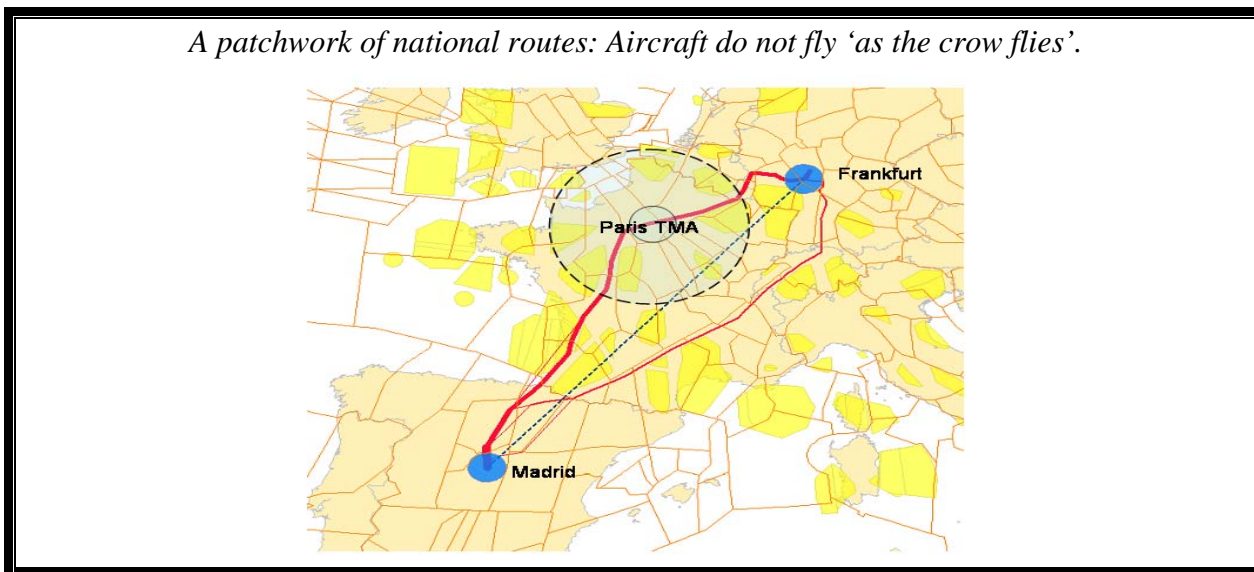 A patchwork of national routes: Aircraft do not fly ‘as the crow flies’.
Frankfurt
Paris TMA
Madrid